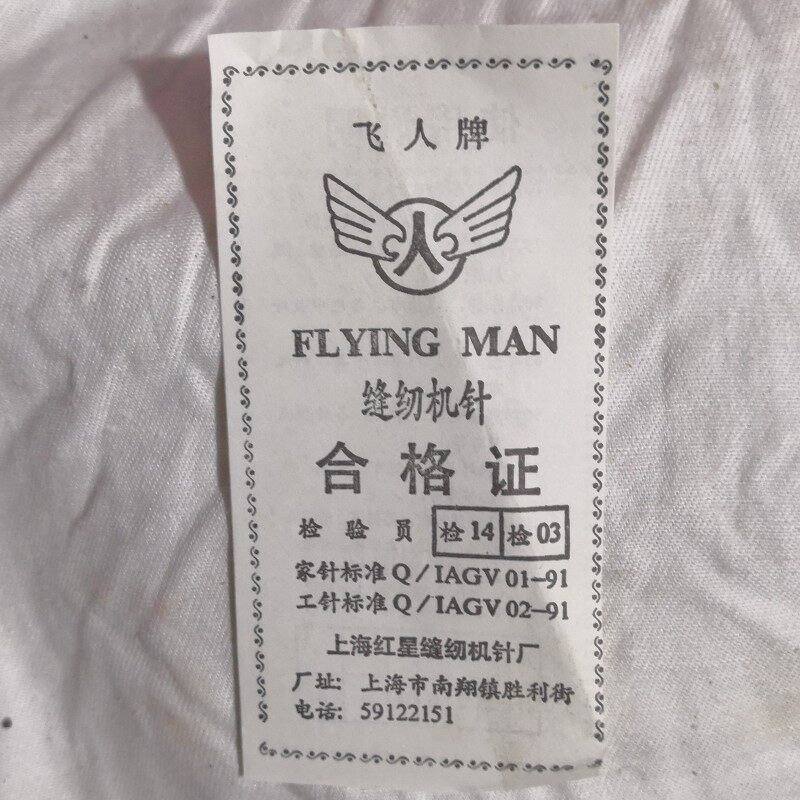 飞人牌
人
FLYING MAN
缝纫机针
合格证
检验员 检14 检03
家针标准Q/IAGV 01-91
工针标准Q/IAGV 02-91
上海红星缝纫机针厂
厂址: 上海市南翔镇胜利街
电话: 59122151